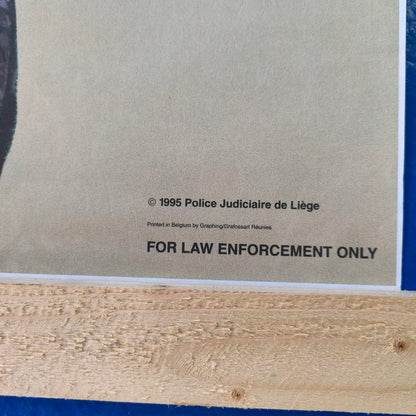 © 1995 Police Judiciaire de Liège
Printed in Belgium by Graphing/Grafossart Réunies
FOR LAW ENFORCEMENT ONLY